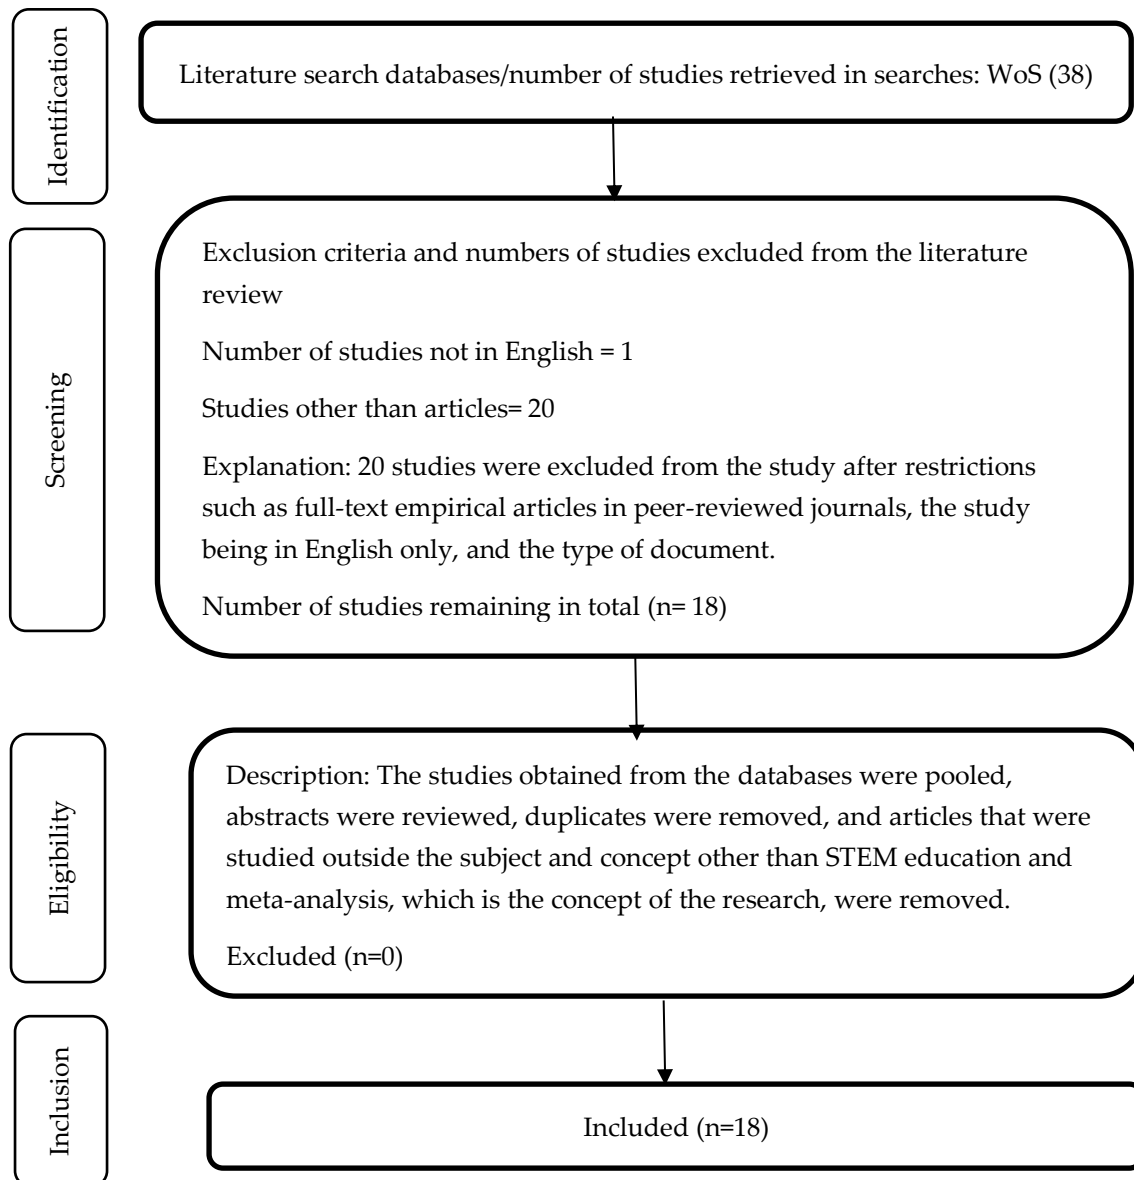 Identification
Literature search databases/number of studies retrieved in searches: WoS (38)
Screening
Exclusion criteria and numbers of studies excluded from the literature
review
Number of studies not in English = 1
Studies other than articles= 20
Explanation: 20 studies were excluded from the study after restrictions
such as full-text empirical articles in peer-reviewed journals, the study
being in English only, and the type of document.
Number of studies remaining in total (n= 18)
Eligibility
Description: The studies obtained from the databases were pooled,
abstracts were reviewed, duplicates were removed, and articles that were
studied outside the subject and concept other than STEM education and
meta-analysis, which is the concept of the research, were removed.
Excluded (n=0)
Inclusion
Included (n=18)